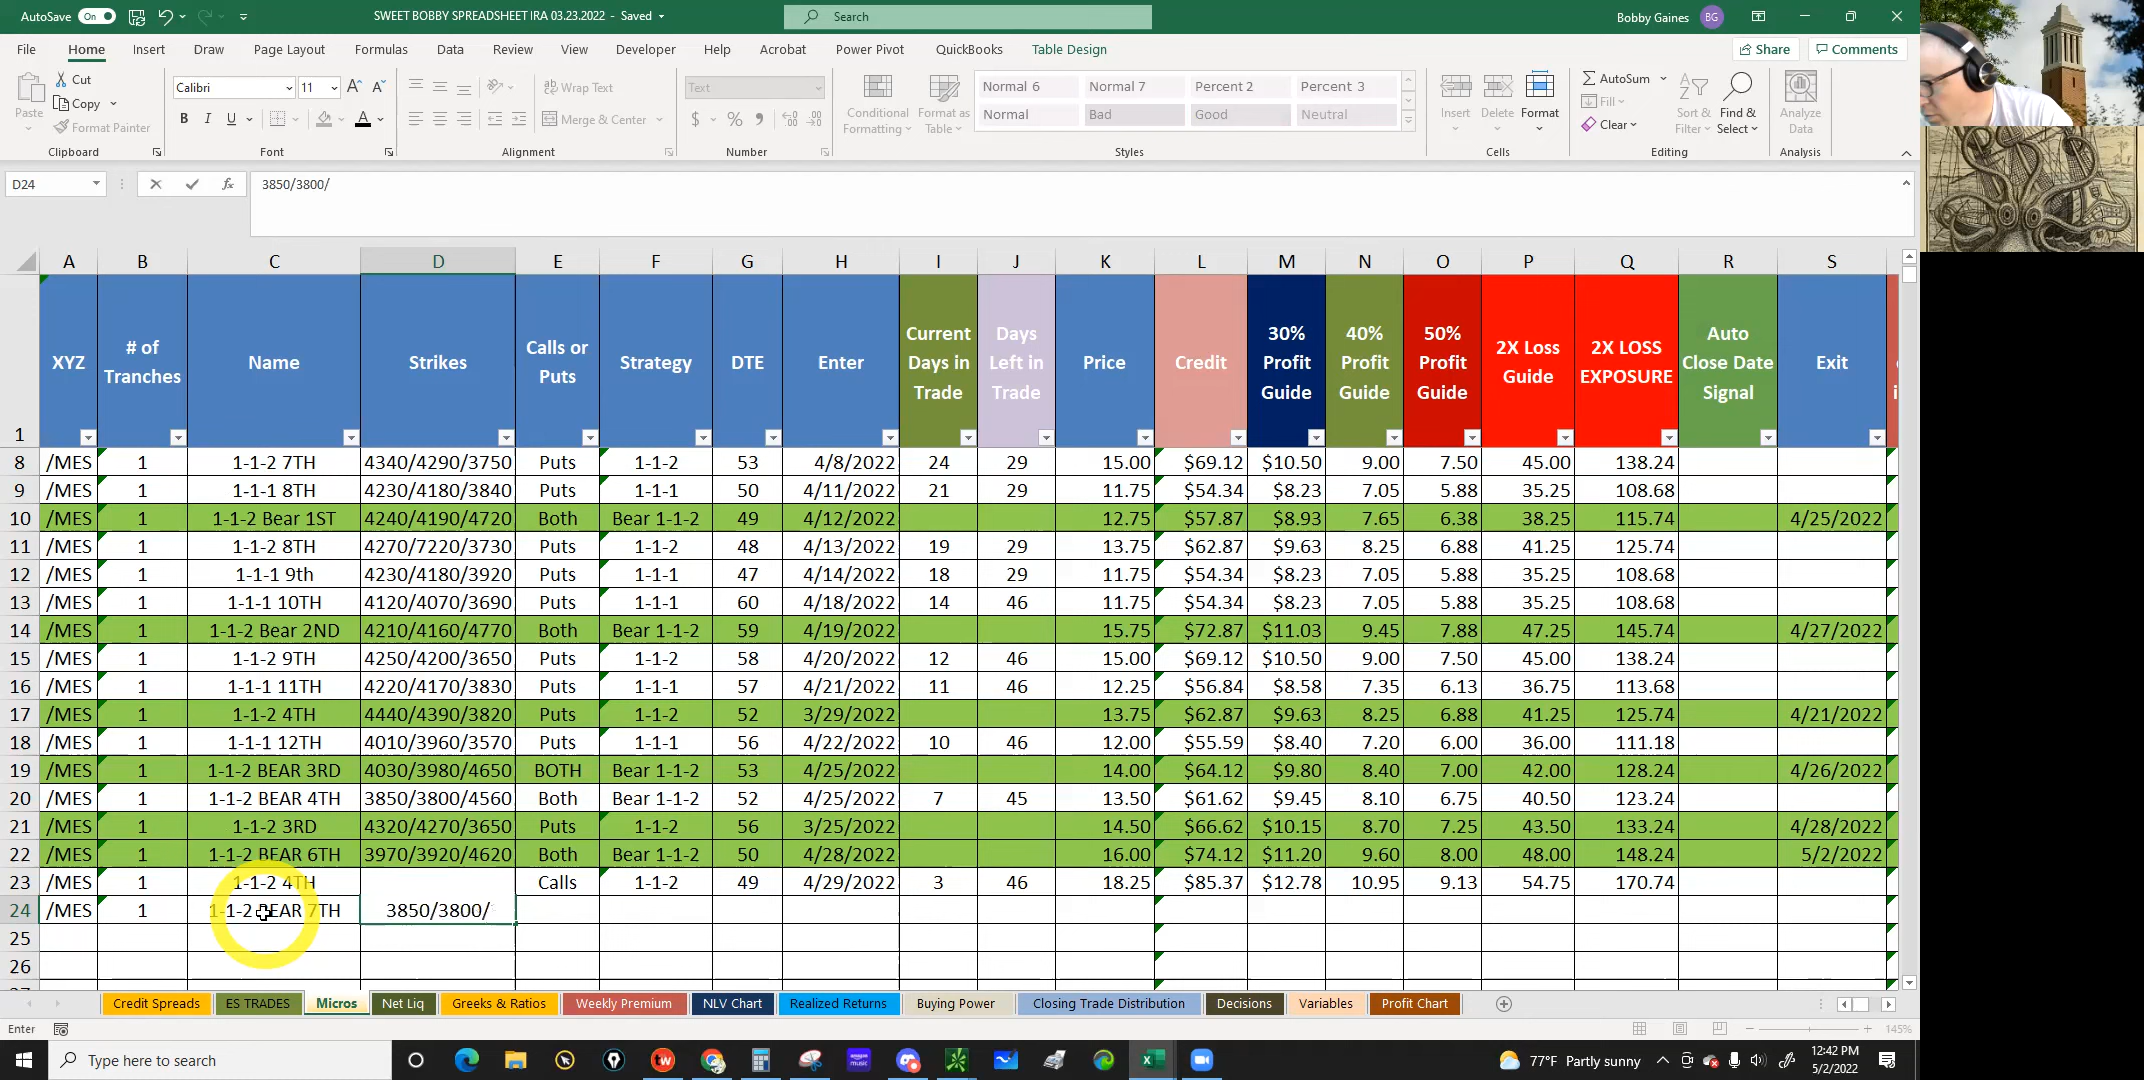 AutoSave On SWEET BOBBY SPREADSHEET IRA 03.23.2022 - Saved Search Bobby Gaines BG
File Home Insert Draw Page Layout Formulas Data Review View Developer Help Acrobat Power Pivot QuickBooks Table Design Share Comments
Paste Cut Copy Format Painter Clipboard
Calibri 11 B I U A Font
Wrap Text Merge & Center Alignment
Text $ % Number
Conditional Formatting Format as Table Normal 6 Normal 7 Percent 2 Percent 3
Normal Bad Good Neutral Styles
Insert Delete Format Cells
AutoSum Fill Clear Sort & Filter Find & Select Editing
Analyze Data Analysis
D24 fx 3850/3800/
A B C D E F G H I J K L M N O P Q R S
1 XYZ # of Tranches Name Strikes Calls or Puts Strategy DTE Enter Current Days in Trade Days Left in Trade Price Credit 30% Profit Guide 40% Profit Guide 50% Profit Guide 2X Loss Guide 2X LOSS EXPOSURE Auto Close Date Signal Exit
8 /MES 1 1-1-2 7TH 4340/4290/3750 Puts 1-1-2 53 4/8/2022 24 29 15.00 $69.12 $10.50 9.00 7.50 45.00 138.24
9 /MES 1 1-1-1 8TH 4230/4180/3840 Puts 1-1-1 50 4/11/2022 21 29 11.75 $54.34 $8.23 7.05 5.88 35.25 108.68
10 /MES 1 1-1-2 Bear 1ST 4240/4190/4720 Both Bear 1-1-2 49 4/12/2022 12.75 $57.87 $8.93 7.65 6.38 38.25 115.74 4/25/2022
11 /MES 1 1-1-2 8TH 4270/7220/3730 Puts 1-1-2 48 4/13/2022 19 29 13.75 $62.87 $9.63 8.25 6.88 41.25 125.74
12 /MES 1 1-1-1 9th 4230/4180/3920 Puts 1-1-1 47 4/14/2022 18 29 11.75 $54.34 $8.23 7.05 5.88 35.25 108.68
13 /MES 1 1-1-1 10TH 4120/4070/3690 Puts 1-1-1 60 4/18/2022 14 46 11.75 $54.34 $8.23 7.05 5.88 35.25 108.68
14 /MES 1 1-1-2 Bear 2ND 4210/4160/4770 Both Bear 1-1-2 59 4/19/2022 15.75 $72.87 $11.03 9.45 7.88 47.25 145.74 4/27/2022
15 /MES 1 1-1-2 9TH 4250/4200/3650 Puts 1-1-2 58 4/20/2022 12 46 15.00 $69.12 $10.50 9.00 7.50 45.00 138.24
16 /MES 1 1-1-1 11TH 4220/4170/3830 Puts 1-1-1 57 4/21/2022 11 46 12.25 $56.84 $8.58 7.35 6.13 36.75 113.68
17 /MES 1 1-1-2 4TH 4440/4390/3820 Puts 1-1-2 52 3/29/2022 13.75 $62.87 $9.63 8.25 6.88 41.25 125.74 4/21/2022
18 /MES 1 1-1-1 12TH 4010/3960/3570 Puts 1-1-1 56 4/22/2022 10 46 12.00 $55.59 $8.40 7.20 6.00 36.00 111.18
19 /MES 1 1-1-2 BEAR 3RD 4030/3980/4650 BOTH Bear 1-1-2 53 4/25/2022 14.00 $64.12 $9.80 8.40 7.00 42.00 128.24 4/26/2022
20 /MES 1 1-1-2 BEAR 4TH 3850/3800/4560 Both Bear 1-1-2 52 4/25/2022 7 45 13.50 $61.62 $9.45 8.10 6.75 40.50 123.24
21 /MES 1 1-1-2 3RD 4320/4270/3650 Puts 1-1-2 56 3/25/2022 14.50 $66.62 $10.15 8.70 7.25 43.50 133.24 4/28/2022
22 /MES 1 1-1-2 BEAR 6TH 3970/3920/4620 Both Bear 1-1-2 50 4/28/2022 16.00 $74.12 $11.20 9.60 8.00 48.00 148.24 5/2/2022
23 /MES 1 1-1-2 4TH Calls 1-1-2 49 4/29/2022 3 46 18.25 $85.37 $12.78 10.95 9.13 54.75 170.74
24 /MES 1 1-1-2 BEAR 7TH 3850/3800/
25
26
Credit Spreads ES TRADES Micros Net Liq Greeks & Ratios Weekly Premium NLV Chart Realized Returns Buying Power Closing Trade Distribution Decisions Variables Profit Chart
Enter 145%
Type here to search 77°F Partly sunny 12:42 PM
5/2/2022